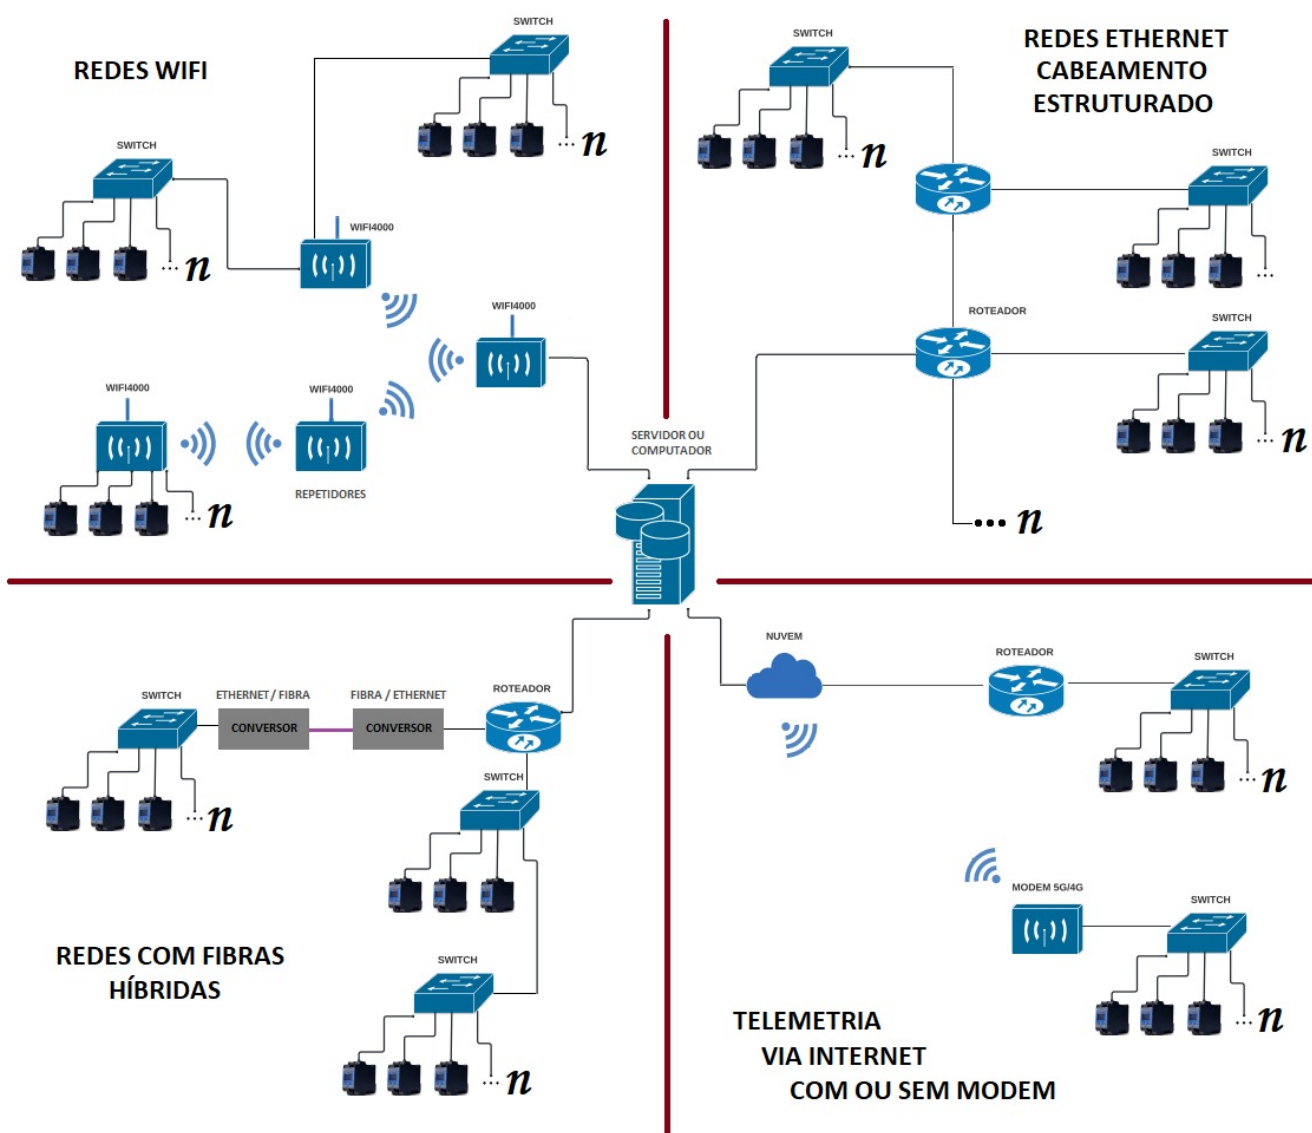 REDES WIFI
SWITCH
n
SWITCH
n
WIFI4000
WIFI4000
WIFI4000
WIFI4000
REPETIDORES
n
REDES ETHERNET
CABEAMENTO
ESTRUTURADO
SWITCH
n
SWITCH
ROTEADOR
SWITCH
n
n
SERVIDOR OU
COMPUTADOR
SWITCH
ETHERNET / FIBRA
FIBRA / ETHERNET
ROTEADOR
CONVERSOR
CONVERSOR
n
SWITCH
SWITCH
n
REDES COM FIBRAS
HÍBRIDAS
NUVEM
ROTEADOR
SWITCH
n
MODEM 5G/4G
SWITCH
n
TELEMETRIA
VIA INTERNET
COM OU SEM MODEM